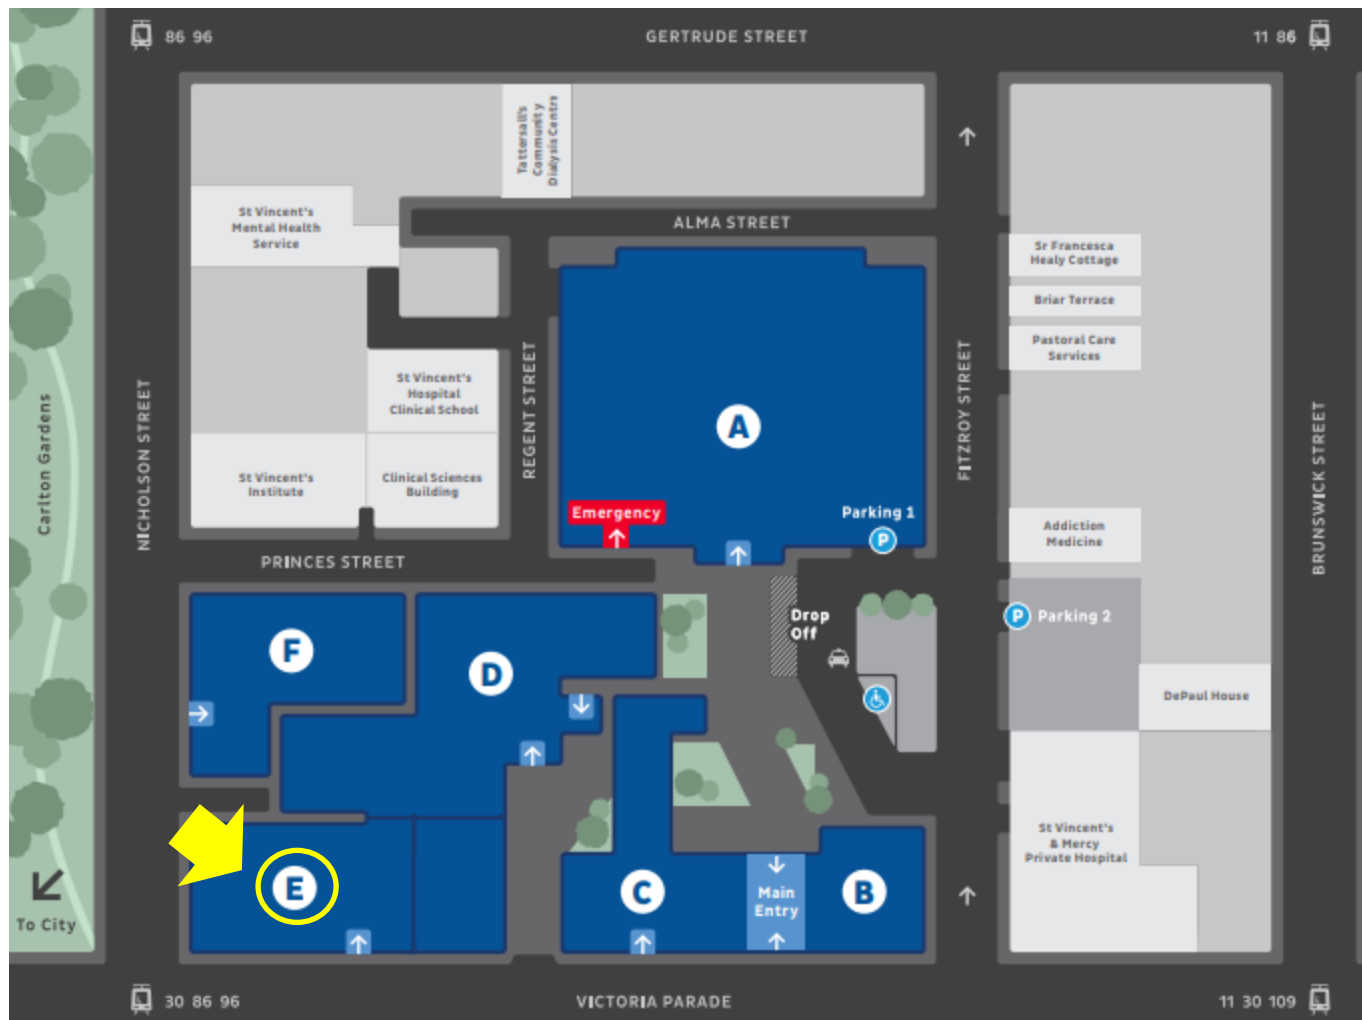 86 96
GERTRUDE STREET
11 86
Tattersall's
Community
Dialysis Centre
St Vincent's
Mental Health
Service
ALMA STREET
Sr Francesca
Healy Cottage
Briar Terrace
Pastoral Care
Services
St Vincent's
Hospital
Clinical School
REGENT STREET
FITZROY STREET
NICHOLSON STREET
Carlton Gardens
BRUNSWICK STREET
A
St Vincent's
Institute
Clinical Sciences
Building
Emergency
Parking 1
P
Addiction
Medicine
PRINCES STREET
Drop
Off
P Parking 2
F
D
DePaul House
St Vincent's
& Mercy
Private Hospital
E
C
Main
Entry
B
To City
30 86 96
VICTORIA PARADE
11 30 109